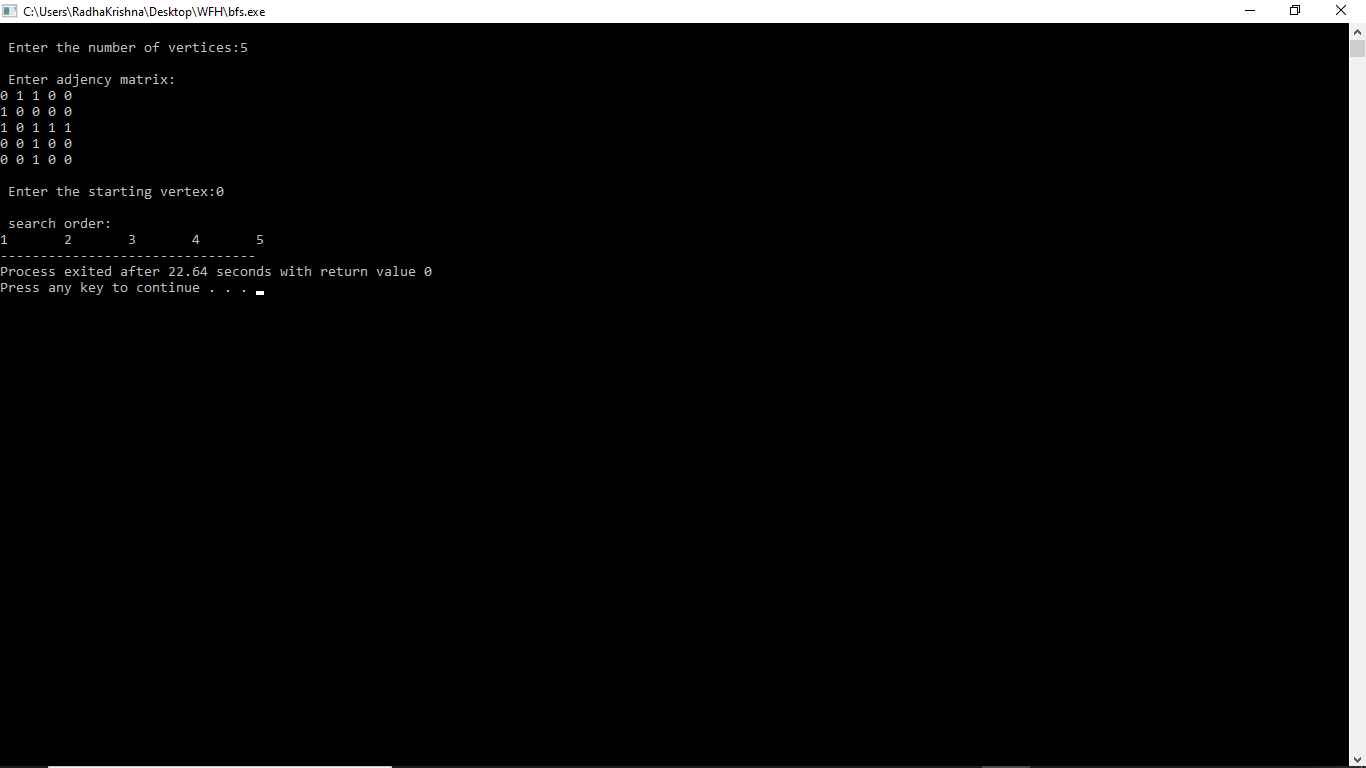 C:\Users\RadhaKrishna\Desktop\WFH\bfs.exe
Enter the number of vertices:5
Enter adjency matrix:
0 1 1 0 0
1 0 0 0 0
1 0 1 1 1
0 0 1 0 0
0 0 1 0 0
Enter the starting vertex:0
search order:
1 2 3 4 5
--------------------------------
Process exited after 22.64 seconds with return value 0
Press any key to continue . . .